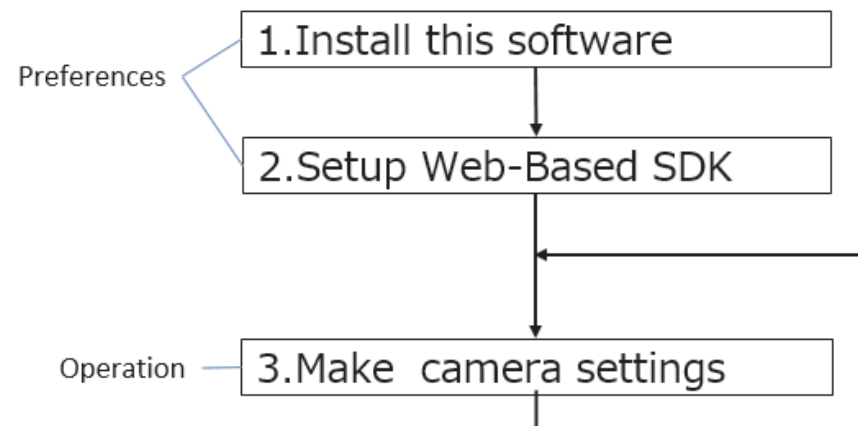 1.Install this software
Preferences
2.Setup Web-Based SDK
Operation
3.Make camera settings